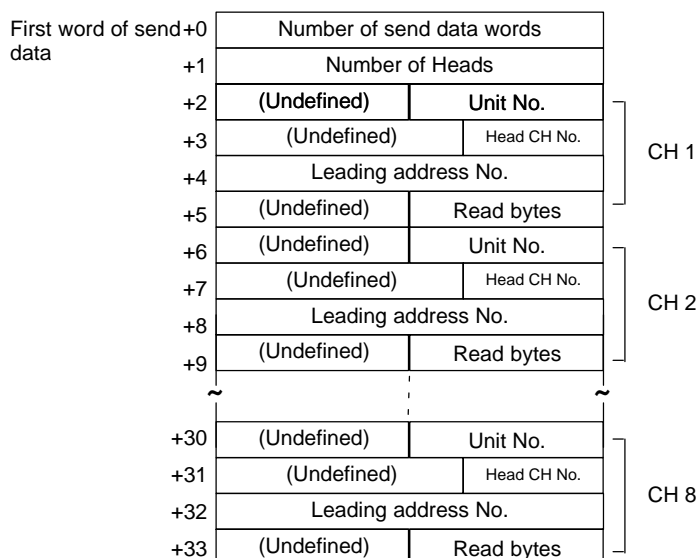 First word of send data
+0 Number of send data words
+1 Number of Heads
+2 (Undefined) Unit No.
+3 (Undefined) Head CH No.
+4 Leading address No.
+5 (Undefined) Read bytes
CH 1
+6 (Undefined) Unit No.
+7 (Undefined) Head CH No.
+8 Leading address No.
+9 (Undefined) Read bytes
CH 2
~ ~
+30 (Undefined) Unit No.
+31 (Undefined) Head CH No.
+32 Leading address No.
+33 (Undefined) Read bytes
CH 8